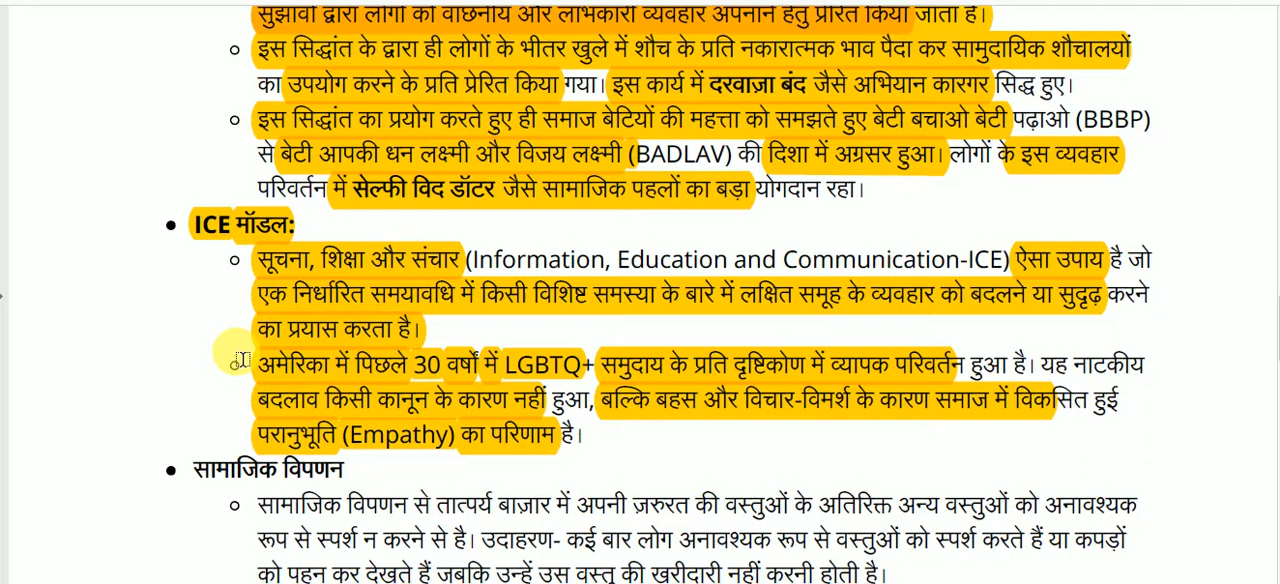 सुझावों द्वारा लोगों को वांछनीय और लाभकारी व्यवहार अपनाने हेतु प्रेरित किया जाता है।
इस सिद्धांत के द्वारा ही लोगों के भीतर खुले में शौच के प्रति नकारात्मक भाव पैदा कर सामुदायिक शौचालयों
का उपयोग करने के प्रति प्रेरित किया गया। इस कार्य में दरवाज़ा बंद जैसे अभियान कारगर सिद्ध हुए।
इस सिद्धांत का प्रयोग करते हुए ही समाज बेटियों की महत्ता को समझते हुए बेटी बचाओ बेटी पढ़ाओ (BBBP)
से बेटी आपकी धन लक्ष्मी और विजय लक्ष्मी (BADLAV) की दिशा में अग्रसर हुआ। लोगों के इस व्यवहार
परिवर्तन में सेल्फी विद डॉटर जैसे सामाजिक पहलों का बड़ा योगदान रहा।
ICE मॉडल:
सूचना, शिक्षा और संचार (Information, Education and Communication-ICE) ऐसा उपाय है जो
एक निर्धारित समयावधि में किसी विशिष्ट समस्या के बारे में लक्षित समूह के व्यवहार को बदलने या सुदृढ़ करने
का प्रयास करता है।
अमेरिका में पिछले 30 वर्षों में LGBTQ+ समुदाय के प्रति दृष्टिकोण में व्यापक परिवर्तन हुआ है। यह नाटकीय
बदलाव किसी कानून के कारण नहीं हुआ, बल्कि बहस और विचार-विमर्श के कारण समाज में विकसित हुई
परानुभूति (Empathy) का परिणाम है।
सामाजिक विपणन
सामाजिक विपणन से तात्पर्य बाज़ार में अपनी ज़रुरत की वस्तुओं के अतिरिक्त अन्य वस्तुओं को अनावश्यक
रूप से स्पर्श न करने से है। उदाहरण- कई बार लोग अनावश्यक रूप से वस्तुओं को स्पर्श करते हैं या कपड़ों
को पहन कर देखते हैं जबकि उन्हें उस वस्तु की खरीदारी नहीं करनी होती है।